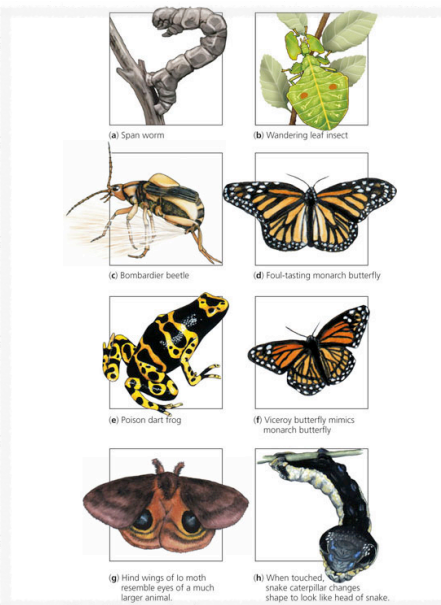 (a) Span worm
(b) Wandering leaf insect
(c) Bombardier beetle
(d) Foul-tasting monarch butterfly
(e) Poison dart frog
(f) Viceroy butterfly mimics
monarch butterfly
(g) Hind wings of Io moth
resemble eyes of a much
larger animal.
(h) When touched,
snake caterpillar changes
shape to look like head of snake.